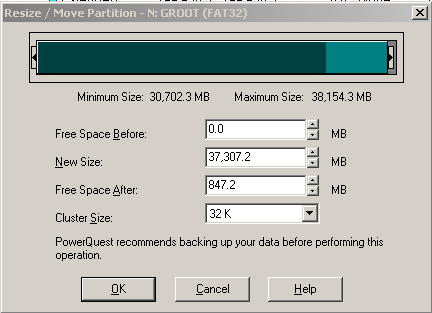 Resize / Move Partition - N: GROOT (FAT32)
Minimum Size: 30,702.3 MB Maximum Size: 38,154.3 MB
Free Space Before: 0.0 MB
New Size: 37,307.2 MB
Free Space After: 847.2 MB
Cluster Size: 32 K
PowerQuest recommends backing up your data before performing this
operation.
OK Cancel Help